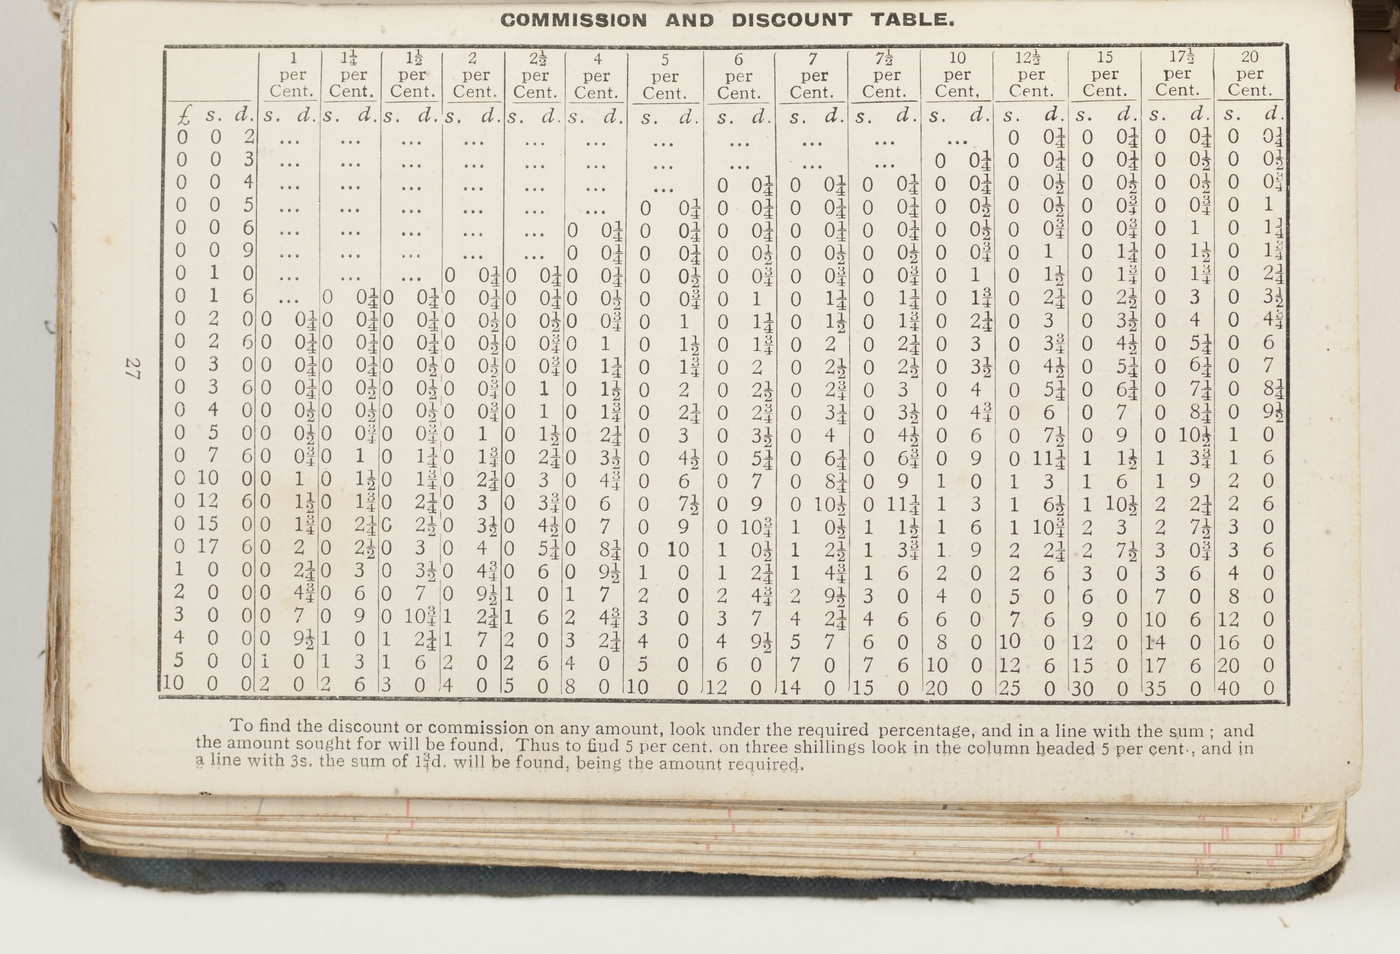 COMMISSION AND DISCOUNT TABLE.
1 per Cent. 1¼ per Cent. 1½ per Cent. 2 per Cent. 2½ per Cent. 4 per Cent. 5 per Cent. 6 per Cent. 7 per Cent. 7½ per Cent. 10 per Cent. 12½ per Cent. 15 per Cent. 17½ per Cent. 20 per Cent.
£ s. d. s. d. s. d. s. d. s. d. s. d. s. d. s. d. s. d. s. d. s. d. s. d. s. d. s. d. s. d. s. d.
0 0 2 ... ... ... ... ... ... ... ... ... ... ... 0 0¼ 0 0¼ 0 0¼ 0 0¼
0 0 3 ... ... ... ... ... ... ... ... ... ... 0 0¼ 0 0¼ 0 0¼ 0 0½ 0 0½
0 0 4 ... ... ... ... ... ... ... 0 0¼ 0 0¼ 0 0¼ 0 0¼ 0 0½ 0 0½ 0 0½ 0 0¾
0 0 5 ... ... ... ... ... ... 0 0¼ 0 0¼ 0 0¼ 0 0¼ 0 0½ 0 0½ 0 0¾ 0 0¾ 0 1
0 0 6 ... ... ... ... ... 0 0¼ 0 0¼ 0 0¼ 0 0¼ 0 0½ 0 0½ 0 0¾ 0 0¾ 0 1 0 1¼
0 0 9 ... ... ... ... ... 0 0¼ 0 0¼ 0 0½ 0 0½ 0 0½ 0 0¾ 0 1 0 1¼ 0 1½ 0 1¾
0 1 0 ... ... ... 0 0¼ 0 0¼ 0 0¼ 0 0½ 0 0¾ 0 0¾ 0 0¾ 0 1 0 1½ 0 1¾ 0 1¾ 0 2¼
0 1 6 ... 0 0¼ 0 0¼ 0 0¼ 0 0¼ 0 0½ 0 0¾ 0 1 0 1¼ 0 1¼ 0 1¾ 0 2¼ 0 2½ 0 3 0 3½
0 2 0 0 0¼ 0 0¼ 0 0¼ 0 0½ 0 0½ 0 0¾ 0 1 0 1¼ 0 1½ 0 1¾ 0 2¼ 0 3 0 3½ 0 4 0 4¾
0 2 6 0 0¼ 0 0¼ 0 0¼ 0 0½ 0 0¾ 0 1 0 1½ 0 1¾ 0 2 0 2¼ 0 3 0 3¾ 0 4½ 0 5¼ 0 6
0 3 0 0 0¼ 0 0¼ 0 0½ 0 0½ 0 0¾ 0 1¼ 0 1¾ 0 2 0 2½ 0 2½ 0 3½ 0 4½ 0 5¼ 0 6¼ 0 7
0 3 6 0 0¼ 0 0½ 0 0½ 0 0¾ 0 1 0 1½ 0 2 0 2½ 0 2¾ 0 3 0 4 0 5¼ 0 6¼ 0 7¼ 0 8¼
0 4 0 0 0½ 0 0½ 0 0½ 0 0¾ 0 1 0 1¾ 0 2¼ 0 2¾ 0 3¼ 0 3½ 0 4¾ 0 6 0 7 0 8¼ 0 9½
0 5 0 0 0½ 0 0¾ 0 0¾ 0 1 0 1½ 0 2¼ 0 3 0 3½ 0 4 0 4½ 0 6 0 7½ 0 9 0 10½ 1 0
0 7 6 0 0¾ 0 1 0 1¼ 0 1¾ 0 2¼ 0 3½ 0 4½ 0 5¼ 0 6¼ 0 6¾ 0 9 0 11¼ 1 1½ 1 3¾ 1 6
0 10 0 0 1 0 1½ 0 1¾ 0 2¼ 0 3 0 4¾ 0 6 0 7 0 8¼ 0 9 1 0 1 3 1 6 1 9 2 0
0 12 6 0 1½ 0 1¾ 0 2¼ 0 3 0 3¾ 0 6 0 7½ 0 9 0 10½ 0 11¼ 1 3 1 6½ 1 10½ 2 2¼ 2 6
0 15 0 0 1¾ 0 2¼ 0 2½ 0 3½ 0 4½ 0 7 0 9 0 10¾ 1 0½ 1 1½ 1 6 1 10¾ 2 3 2 7½ 3 0
0 17 6 0 2 0 2½ 0 3 0 4 0 5¼ 0 8¼ 0 10 1 0½ 1 2½ 1 3¾ 1 9 2 2¼ 2 7½ 3 0¾ 3 6
1 0 0 0 2¼ 0 3 0 3½ 0 4¾ 0 6 0 9½ 1 0 1 2¼ 1 4¾ 1 6 2 0 2 6 3 0 3 6 4 0
2 0 0 0 4¾ 0 6 0 7 0 9½ 1 0 1 7 2 0 2 4¾ 2 9½ 3 0 4 0 5 0 6 0 7 0 8 0
3 0 0 0 7 0 9 0 10¾ 1 2¼ 1 6 2 4¾ 3 0 3 7 4 2¼ 4 6 6 0 7 6 9 0 10 6 12 0
4 0 0 0 9½ 1 0 1 2¼ 1 7 2 0 3 2¼ 4 0 4 9½ 5 7 6 0 8 0 10 0 12 0 14 0 16 0
5 0 0 1 0 1 3 1 6 2 0 2 6 4 0 5 0 6 0 7 0 7 6 10 0 12 6 15 0 17 6 20 0
10 0 0 2 0 2 6 3 0 4 0 5 0 8 0 10 0 12 0 14 0 15 0 20 0 25 0 30 0 35 0 40 0
To find the discount or commission on any amount, look under the required percentage, and in a line with the sum ; and
the amount sought for will be found. Thus to find 5 per cent. on three shillings look in the column headed 5 per cent., and in
a line with 3s. the sum of 1¾d. will be found, being the amount required.
27